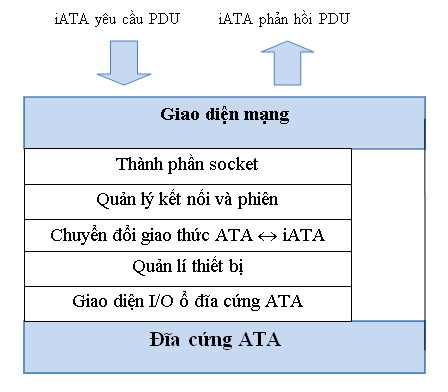 iATA yêu cầu PDU
iATA phản hồi PDU
Giao diện mạng
Thành phần socket
Quản lý kết nối và phiên
Chuyển đổi giao thức ATA ↔ iATA
Quản lí thiết bị
Giao diện I/O ổ đĩa cứng ATA
Đĩa cứng ATA